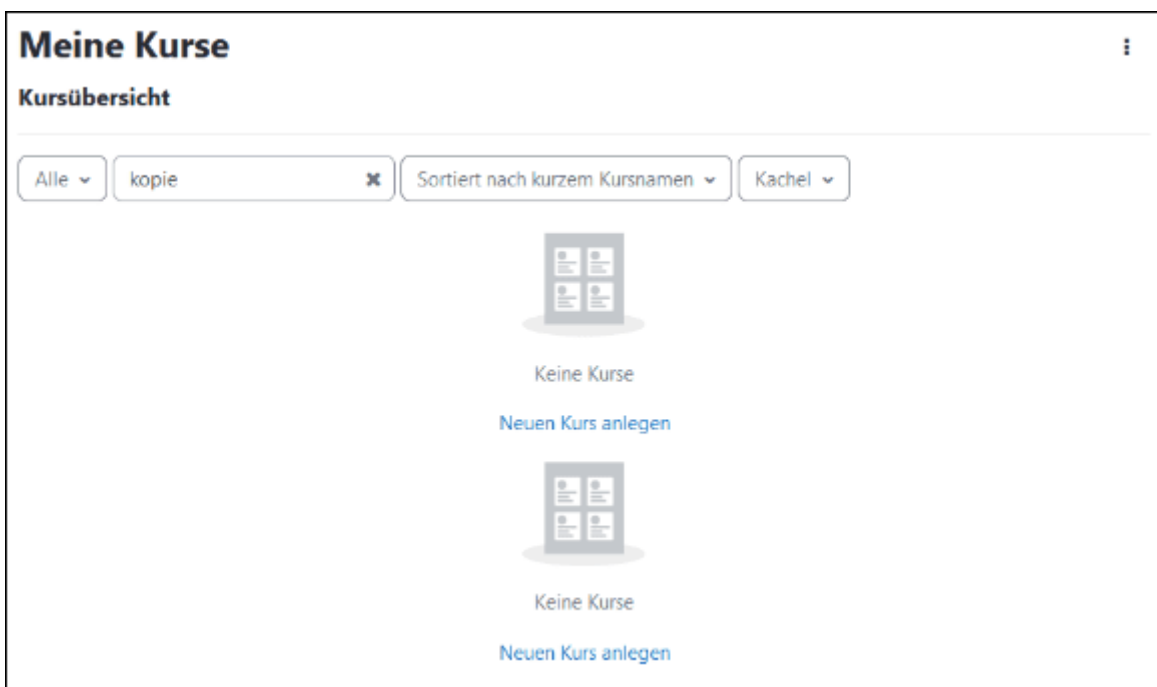 Meine Kurse
Kursübersicht
Alle kopie Sortiert nach kurzem Kursnamen Kachel
Keine Kurse
Neuen Kurs anlegen
Keine Kurse
Neuen Kurs anlegen